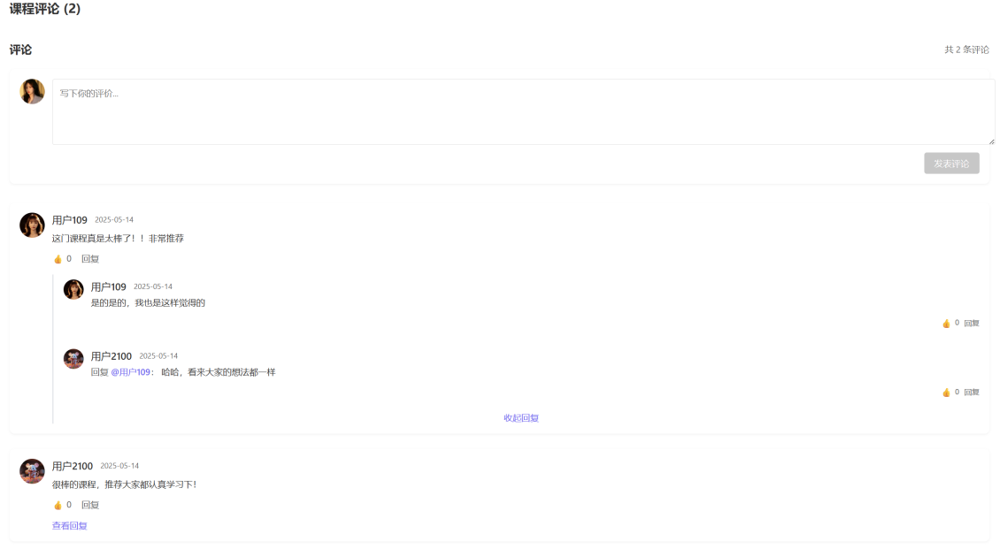 课程评论 (2)
评论
共 2 条评论
写下你的评价...
发表评论
用户109 2025-05-14
这门课程真是太棒了！！非常推荐
0 回复
用户109 2025-05-14
是的是的，我也是这样觉得的
0 回复
用户2100 2025-05-14
回复 @用户109： 哈哈，看来大家的想法都一样
0 回复
收起回复
用户2100 2025-05-14
很棒的课程，推荐大家都认真学习下！
0 回复
查看回复